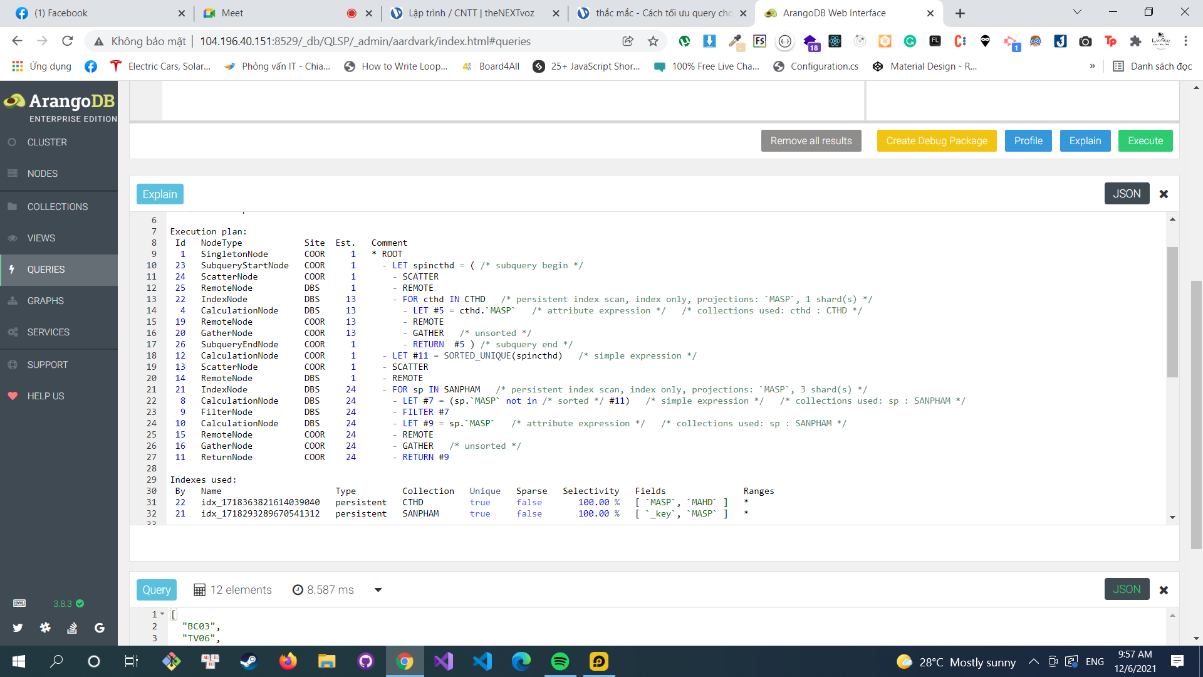 (1) Facebook
Meet
Lập trình / CNTT | theNEXTvoz
thắc mắc - Cách tối ưu query cho
ArangoDB Web Interface
Không bảo mật | 104.196.40.151:8529/_db/QLSP/_admin/aardvark/index.html#queries
Ứng dụng
Electric Cars, Solar...
Phỏng vấn IT - Chia...
How to Write Loop...
Board4All
25+ JavaScript Shor...
100% Free Live Cha...
Configuration.cs
Material Design - R...
»
Danh sách đọc
ArangoDB
ENTERPRISE EDITION
CLUSTER
NODES
COLLECTIONS
VIEWS
QUERIES
GRAPHS
SERVICES
SUPPORT
HELP US
3.8.3
Remove all results
Create Debug Package
Profile
Explain
Execute
Explain
JSON
6
7 Execution plan:
8 Id NodeType Site Est. Comment
9 1 SingletonNode COOR 1 * ROOT
10 23 SubqueryStartNode COOR 1 - LET spincthd = ( /* subquery begin */
11 24 ScatterNode COOR 1 - SCATTER
12 25 RemoteNode DBS 1 - REMOTE
13 22 IndexNode DBS 13 - FOR cthd IN CTHD /* persistent index scan, index only, projections: `MASP`, 1 shard(s) */
14 4 CalculationNode DBS 13 - LET #5 = cthd.`MASP` /* attribute expression */ /* collections used: cthd : CTHD */
15 19 RemoteNode COOR 13 - REMOTE
16 20 GatherNode COOR 13 - GATHER /* unsorted */
17 26 SubqueryEndNode COOR 1 - RETURN #5 ) /* subquery end */
18 12 CalculationNode COOR 1 - LET #11 = SORTED_UNIQUE(spincthd) /* simple expression */
19 13 ScatterNode COOR 1 - SCATTER
20 14 RemoteNode DBS 1 - REMOTE
21 21 IndexNode DBS 24 - FOR sp IN SANPHAM /* persistent index scan, index only, projections: `MASP`, 3 shard(s) */
22 8 CalculationNode DBS 24 - LET #7 = (sp.`MASP` not in /* sorted */ #11) /* simple expression */ /* collections used: sp : SANPHAM */
23 9 FilterNode DBS 24 - FILTER #7
24 10 CalculationNode DBS 24 - LET #9 = sp.`MASP` /* attribute expression */ /* collections used: sp : SANPHAM */
25 15 RemoteNode COOR 24 - REMOTE
26 16 GatherNode COOR 24 - GATHER /* unsorted */
27 11 ReturnNode COOR 24 - RETURN #9
28
29 Indexes used:
30 By Name Type Collection Unique Sparse Selectivity Fields Ranges
31 22 idx_1718363821614039040 persistent CTHD true false 100.00 % [ `MASP`, `MAHD` ] *
32 21 idx_1718293289670541312 persistent SANPHAM true false 100.00 % [ `_key`, `MASP` ] *
33
Query
12 elements
8.587 ms
JSON
1 [
2 "BC03",
3 "TV06",
28°C Mostly sunny
ENG
9:57 AM
12/6/2021